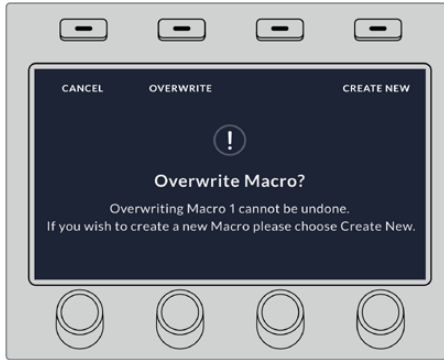 CANCEL OVERWRITE CREATE NEW
!
Overwrite Macro?
Overwriting Macro 1 cannot be undone.
If you wish to create a new Macro please choose Create New.